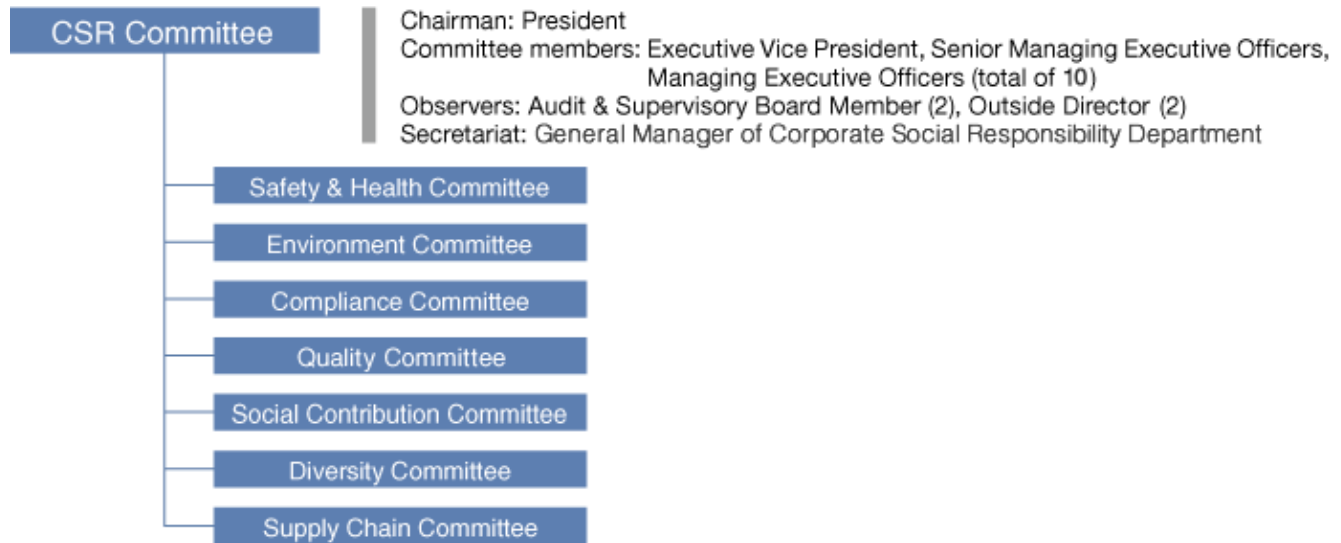 CSR Committee
Chairman: President
Committee members: Executive Vice President, Senior Managing Executive Officers,
Managing Executive Officers (total of 10)
Observers: Audit & Supervisory Board Member (2), Outside Director (2)
Secretariat: General Manager of Corporate Social Responsibility Department
Safety & Health Committee
Environment Committee
Compliance Committee
Quality Committee
Social Contribution Committee
Diversity Committee
Supply Chain Committee